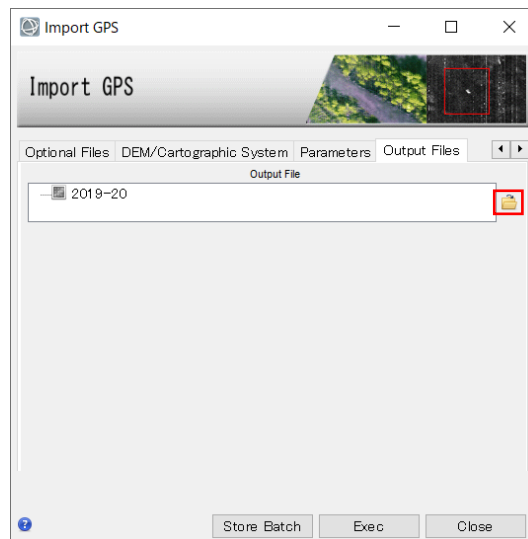 Import GPS
Import GPS
Optional Files DEM/Cartographic System Parameters Output Files
Output File
2019-20
Store Batch Exec Close